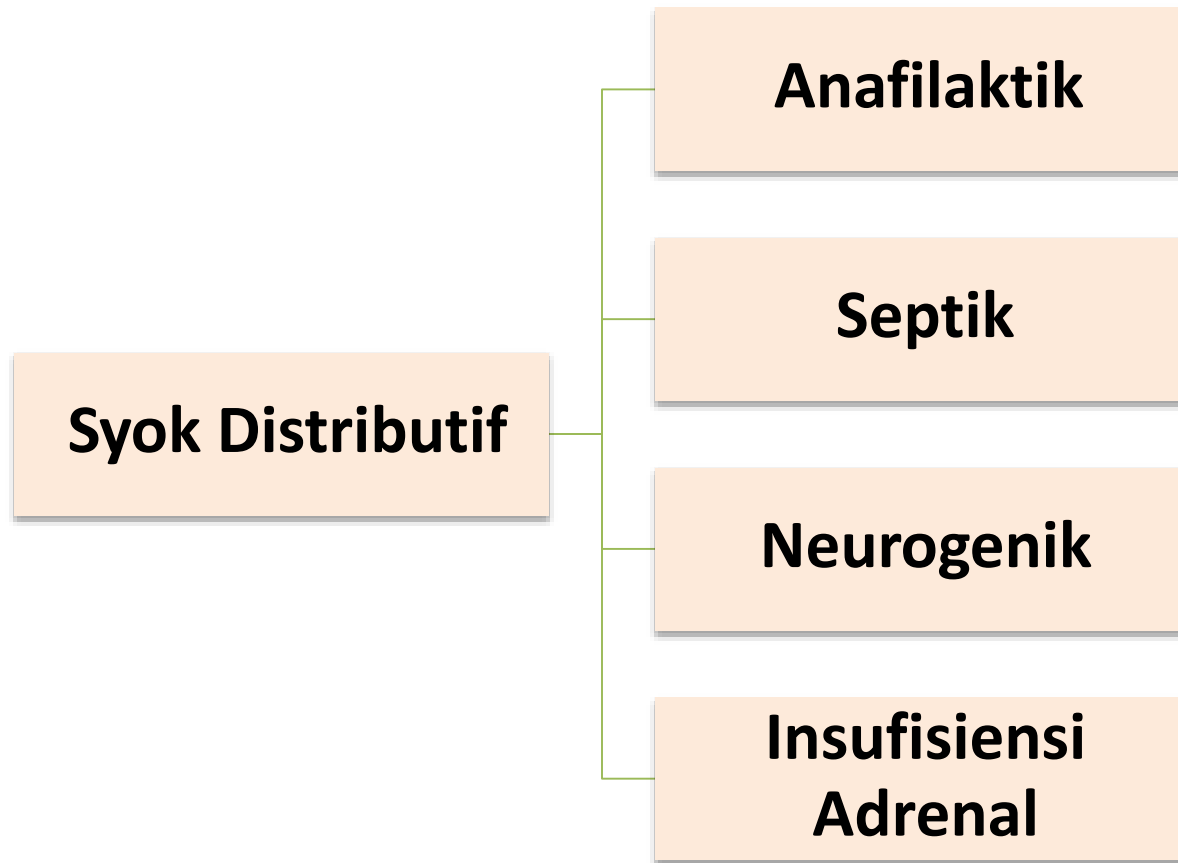 Anafilaktik
Septik
Syok Distributif
Neurogenik
Insufisiensi
Adrenal